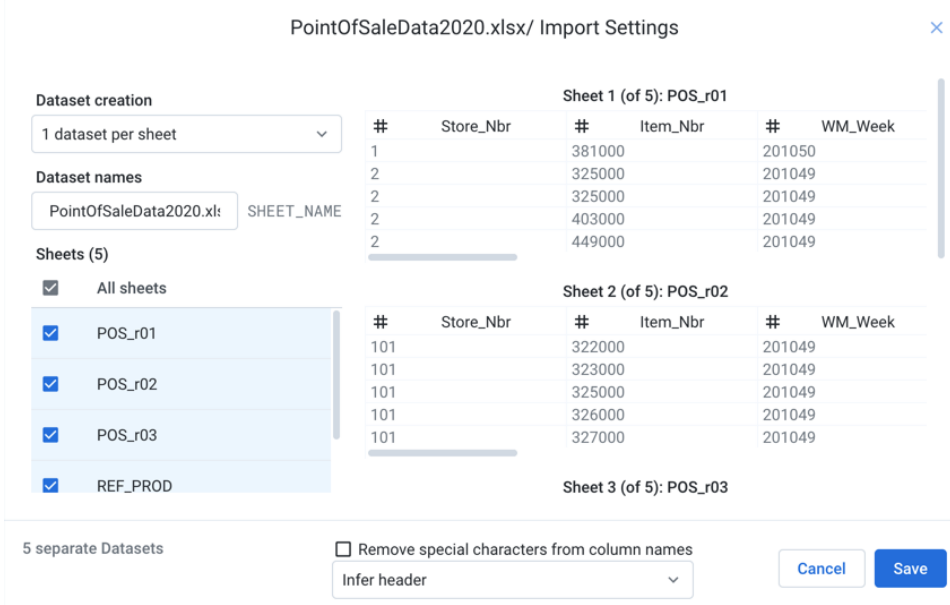 PointOfSaleData2020.xlsx/ Import Settings
Dataset creation
1 dataset per sheet
Dataset names
PointOfSaleData2020.xl SHEET_NAME
Sheets (5)
All sheets
POS_r01
POS_r02
POS_r03
REF_PROD
Sheet 1 (of 5): POS_r01
# Store_Nbr # Item_Nbr # WM_Week
1 381000 201050
2 325000 201049
2 325000 201049
2 403000 201049
2 449000 201049
Sheet 2 (of 5): POS_r02
# Store_Nbr # Item_Nbr # WM_Week
101 322000 201049
101 323000 201049
101 325000 201049
101 326000 201049
101 327000 201049
Sheet 3 (of 5): POS_r03
5 separate Datasets
Remove special characters from column names
Infer header
Cancel Save